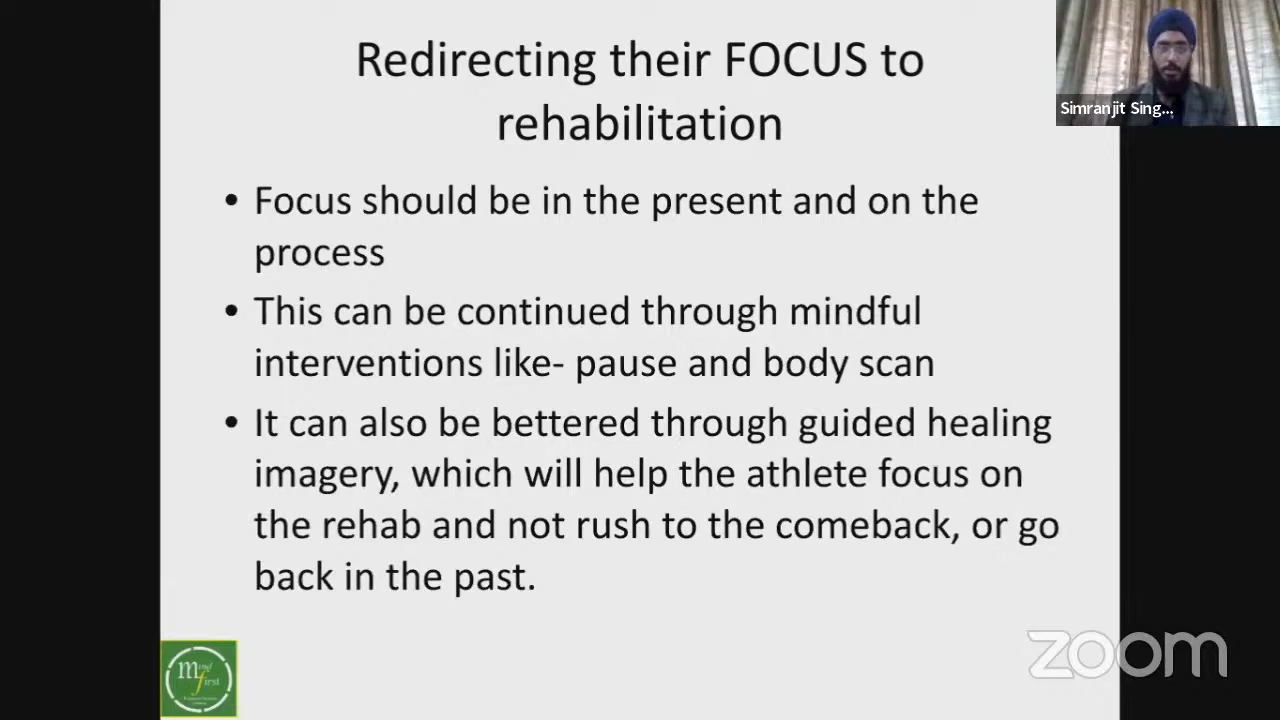 Redirecting their FOCUS to
rehabilitation
Simranjit Sing...
• Focus should be in the present and on the
process
• This can be continued through mindful
interventions like- pause and body scan
• It can also be bettered through guided healing
imagery, which will help the athlete focus on
the rehab and not rush to the comeback, or go
back in the past.
mind
first
zoom